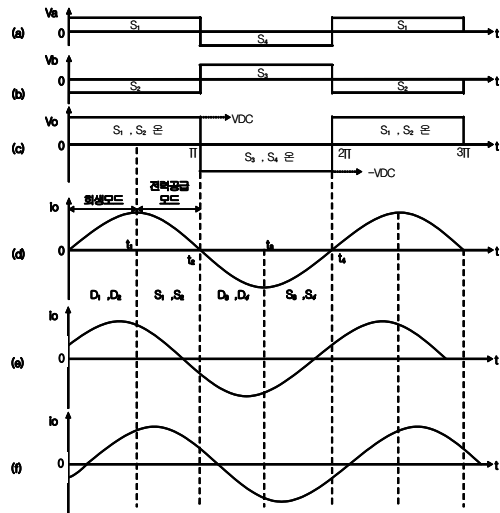 Va
(a)
0
S₁
S₄
S₁
t
Vb
(b)
0
S₂
S₃
S₂
t
Vo
(c)
0
S₁ , S₂ 온
VDC
S₁ , S₂ 온
t
π
S₃ , S₄ 온
2π
3π
-VDC
회생모드
전력공급
모드
io
(d)
0
t₁
t₂
t₃
t₄
t
D₁ ,D₂
S₁ ,S₂
D₃ ,D₄
S₃ ,S₄
io
(e)
0
t
io
(f)
0
t